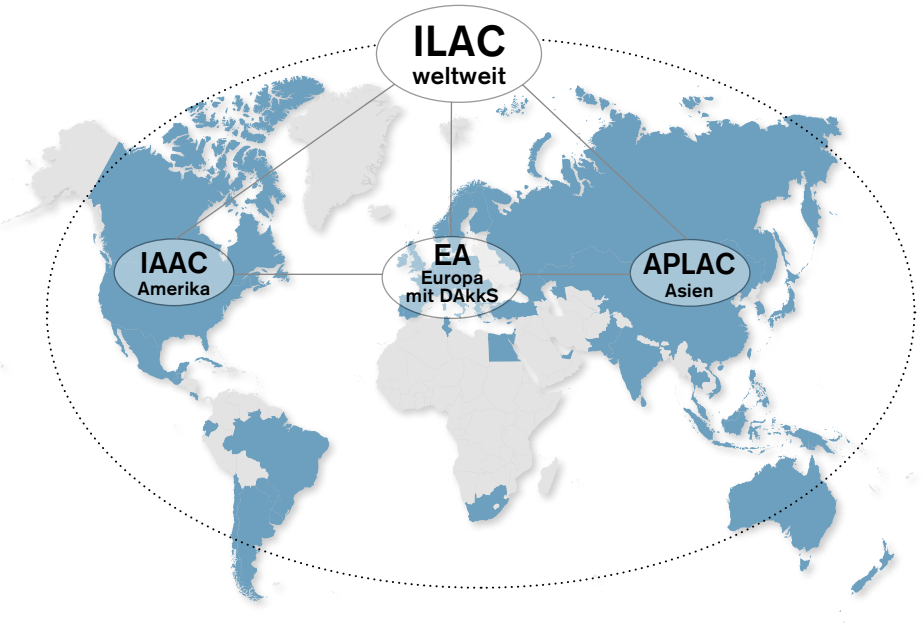 ILAC
weltweit
IAAC
Amerika
EA
Europa
mit DAkkS
APLAC
Asien